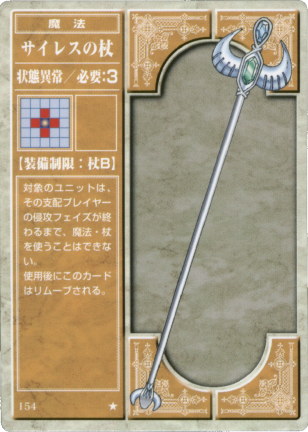 魔法
サイレスの杖
状態異常／必要：3
【装備制限：杖B】
対象のユニットは、
その支配プレイヤー
の侵攻フェイズが終
わるまで、魔法・杖
を使うことはできな
い。
使用後にこのカード
はリムーブされる。
154 ★